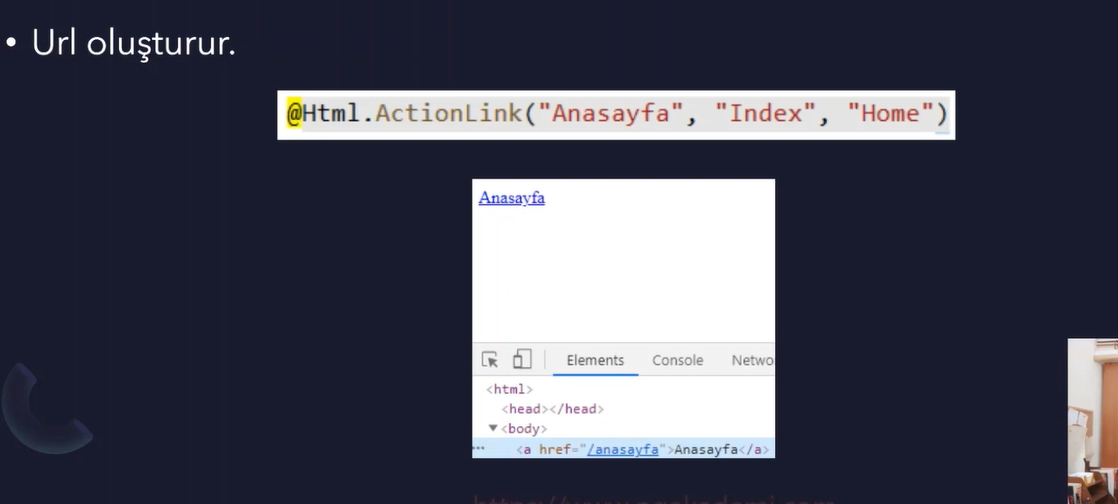 • Url oluşturur.
@Html.ActionLink("Anasayfa", "Index", "Home")
Anasayfa
Elements Console Netwo
<html>
<head></head>
▼<body>
··· <a href="/anasayfa">Anasayfa</a>